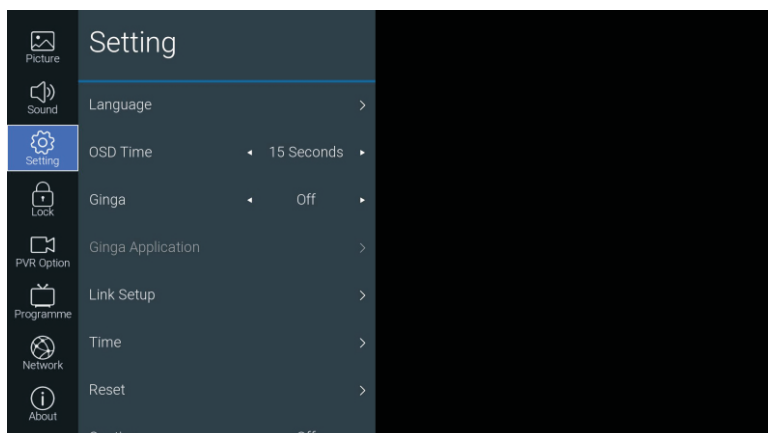 Setting
Picture
Sound
Setting
Lock
PVR Option
Programme
Network
About
Language
OSD Time 15 Seconds
Ginga Off
Ginga Application
Link Setup
Time
Reset